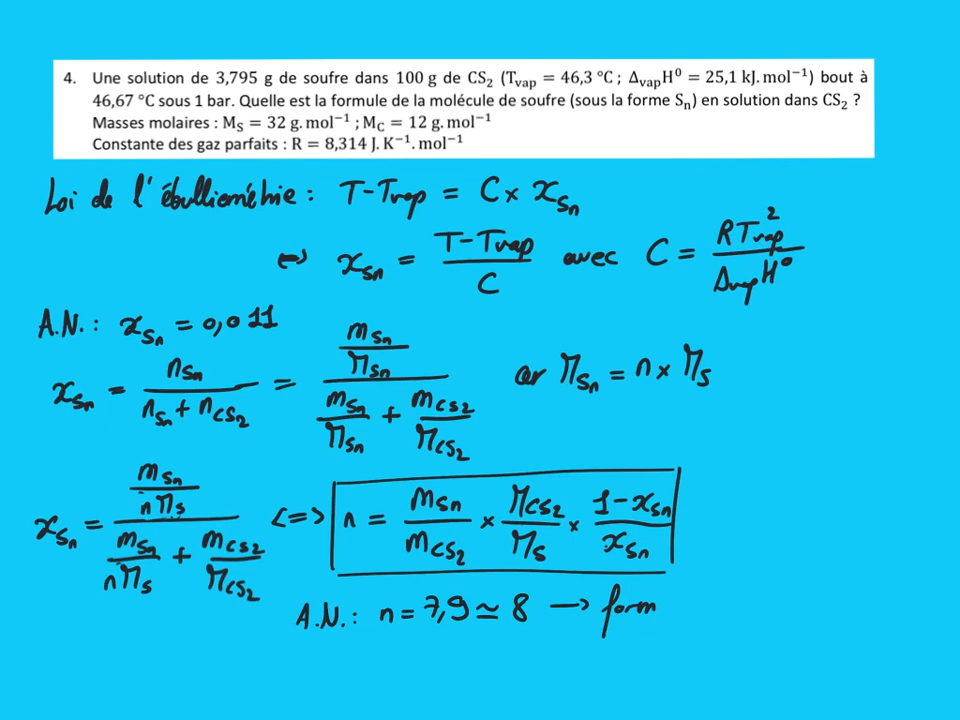 4. Une solution de 3,795 g de soufre dans 100 g de CS₂ (Tvap = 46,3 °C ; ΔvapH⁰ = 25,1 kJ. mol⁻¹) bout à
46,67 °C sous 1 bar. Quelle est la formule de la molécule de soufre (sous la forme Sₙ) en solution dans CS₂ ?
Masses molaires : M_S = 32 g. mol⁻¹ ; M_C = 12 g. mol⁻¹
Constante des gaz parfaits : R = 8,314 J. K⁻¹. mol⁻¹
Loi de l'ébulliométrie : T - Tvap = C × x_Sn
⇔ x_Sn = (T - Tvap) / C avec C = RTvap² / ΔvapH°
A.N. : x_Sn = 0,011
x_Sn = n_Sn / (n_Sn + n_CS₂) = (m_Sn / M_Sn) / (m_Sn / M_Sn + m_CS₂ / M_CS₂) car M_Sn = n × M_S
x_Sn = (m_Sn / nM_S) / (m_Sn / nM_S + m_CS₂ / M_CS₂) <=> n = m_Sn / m_CS₂ × M_CS₂ / M_S × (1 - x_Sn) / x_Sn
A.N. : n = 7,9 ≃ 8 → form